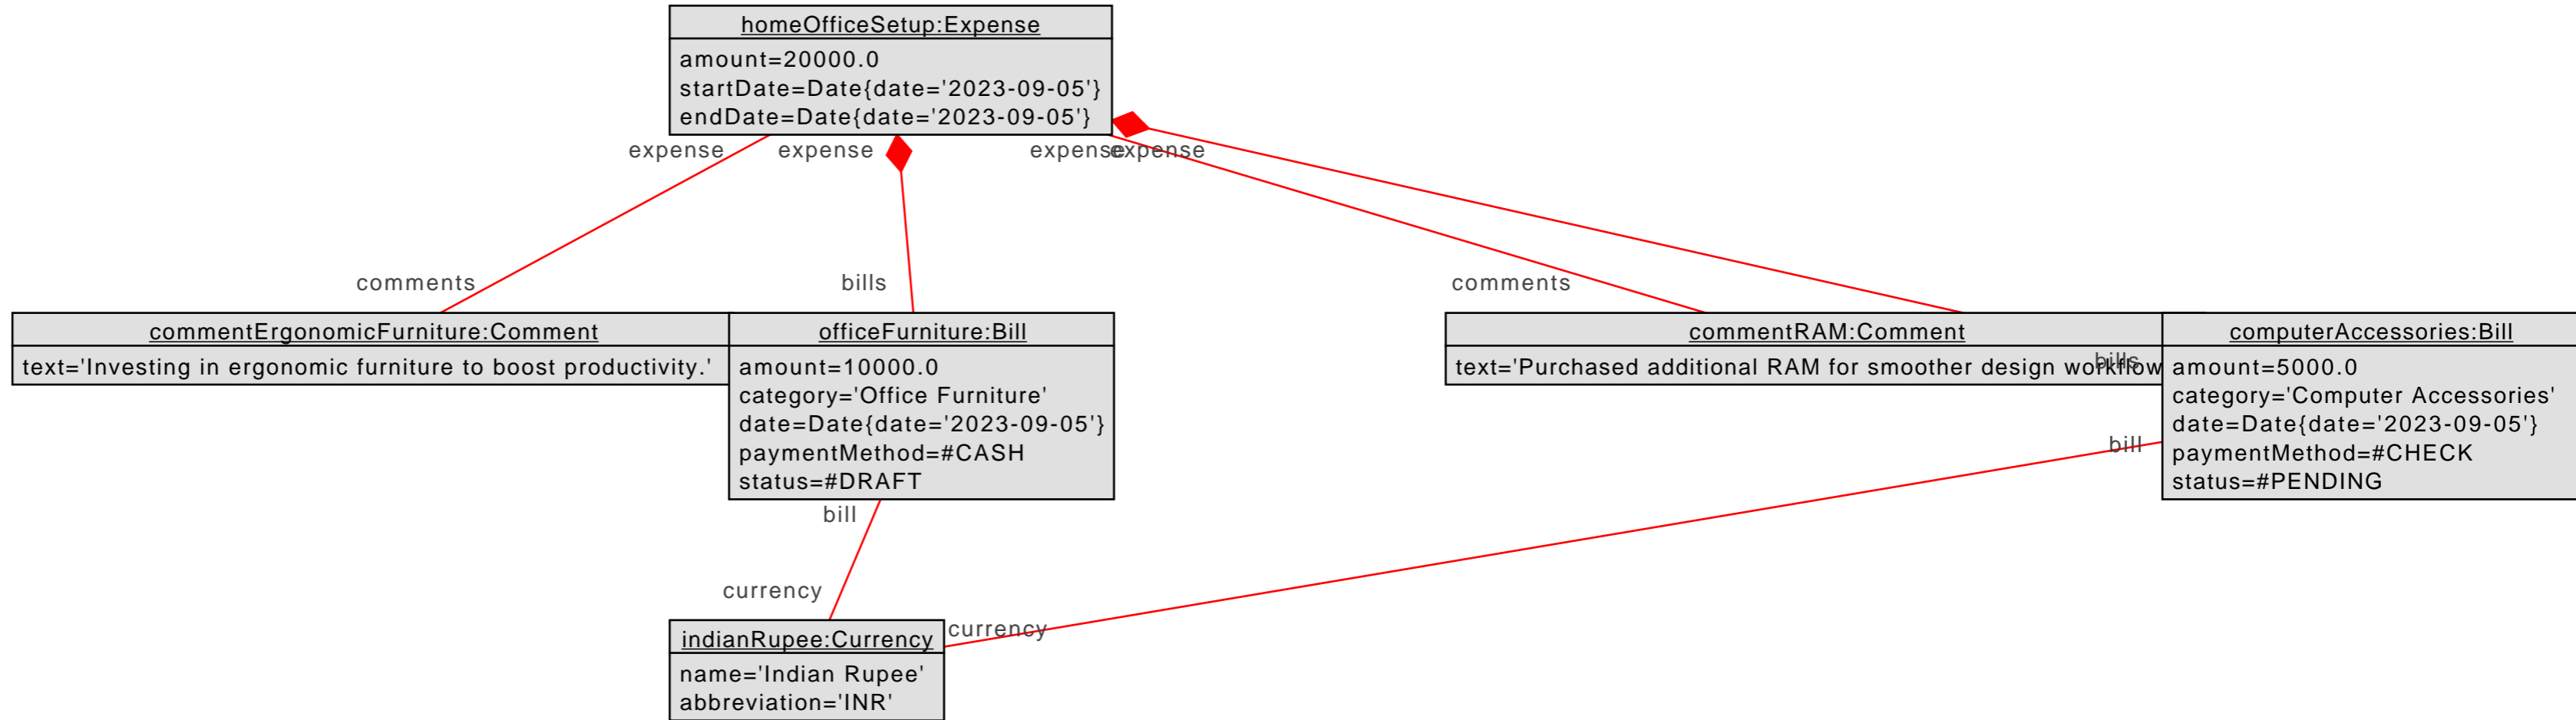 homeOfficeSetup:Expense
amount=20000.0
startDate=Date{date='2023-09-05'}
endDate=Date{date='2023-09-05'}
expense
expense
expense
expense
comments
bills
comments
commentErgonomicFurniture:Comment
text='Investing in ergonomic furniture to boost productivity.'
officeFurniture:Bill
amount=10000.0
category='Office Furniture'
date=Date{date='2023-09-05'}
paymentMethod=#CASH
status=#DRAFT
commentRAM:Comment
text='Purchased additional RAM for smoother design workflow
bills
computerAccessories:Bill
amount=5000.0
category='Computer Accessories'
date=Date{date='2023-09-05'}
paymentMethod=#CHECK
status=#PENDING
bill
bill
currency
currency
indianRupee:Currency
name='Indian Rupee'
abbreviation='INR'